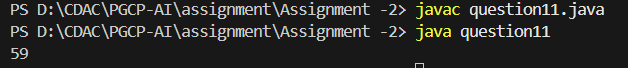 PS D:\CDAC\PGCP-AI\assignment\Assignment -2> javac question11.java
PS D:\CDAC\PGCP-AI\assignment\Assignment -2> java question11
59